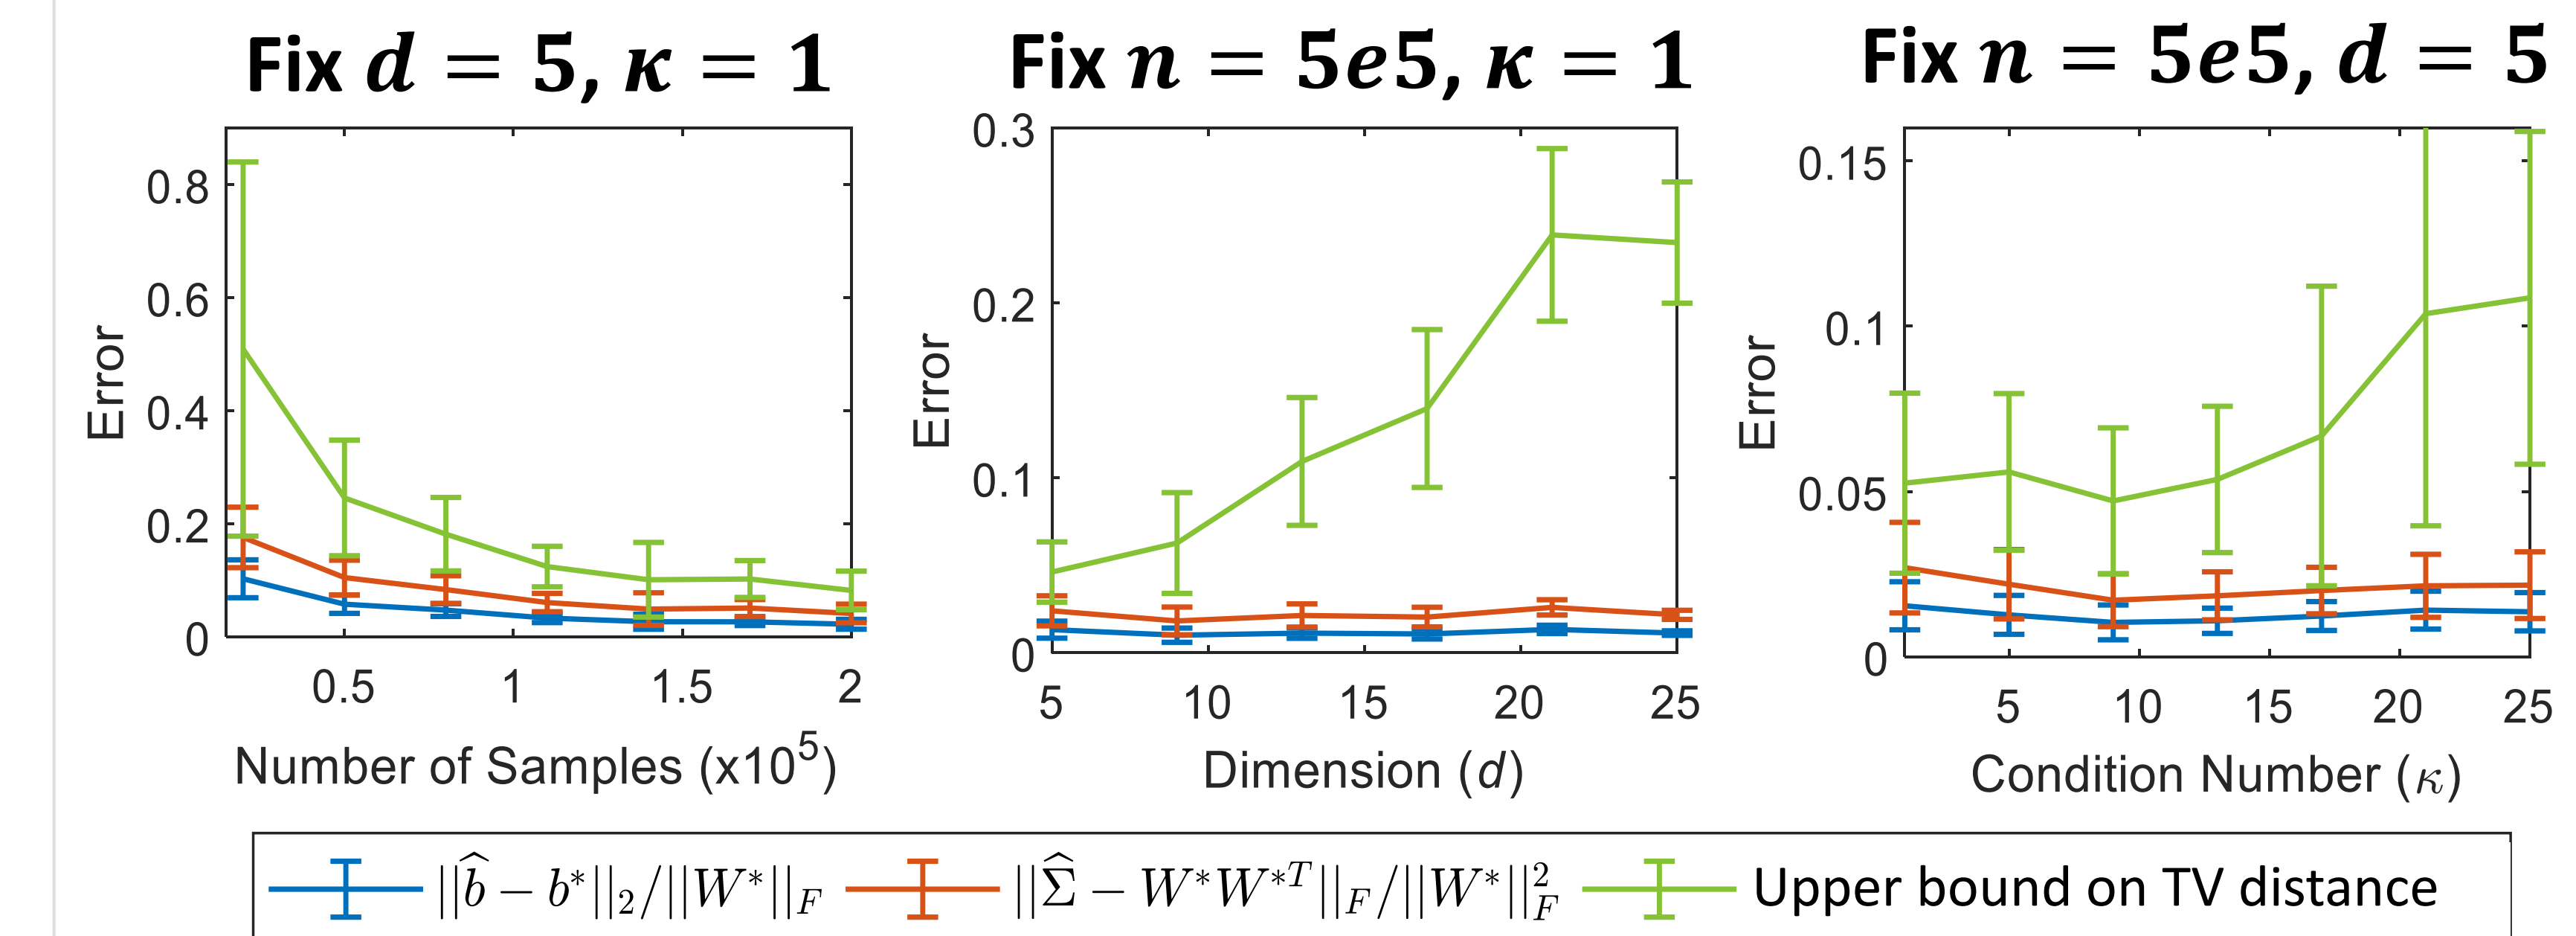 Fix d = 5, κ = 1
Fix n = 5e5, κ = 1
Fix n = 5e5, d = 5
Error
0.8
0.6
0.4
0.2
0
0.5 1 1.5 2
Number of Samples (x10^5)
Error
0.3
0.2
0.1
0
5 10 15 20 25
Dimension (d)
Error
0.15
0.1
0.05
0
5 10 15 20 25
Condition Number (κ)
||b̂ − b*||₂/||W*||_F
||Σ̂ − W*W*ᵀ||_F/||W*||²_F
Upper bound on TV distance